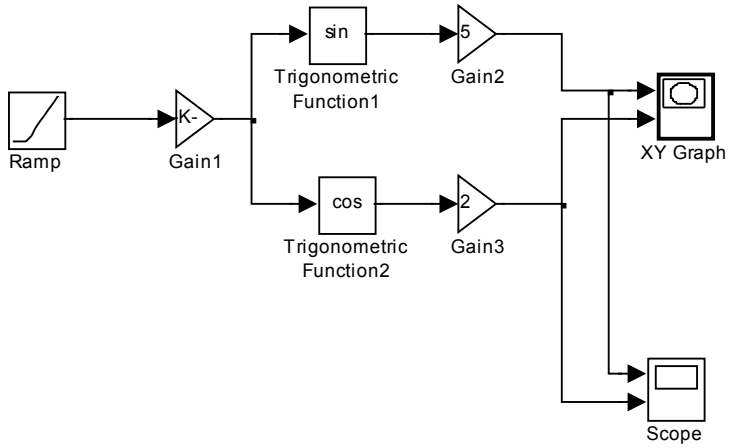 sin
Trigonometric
Function1
5
Gain2
Ramp
K-
Gain1
XY Graph
cos
Trigonometric
Function2
2
Gain3
Scope